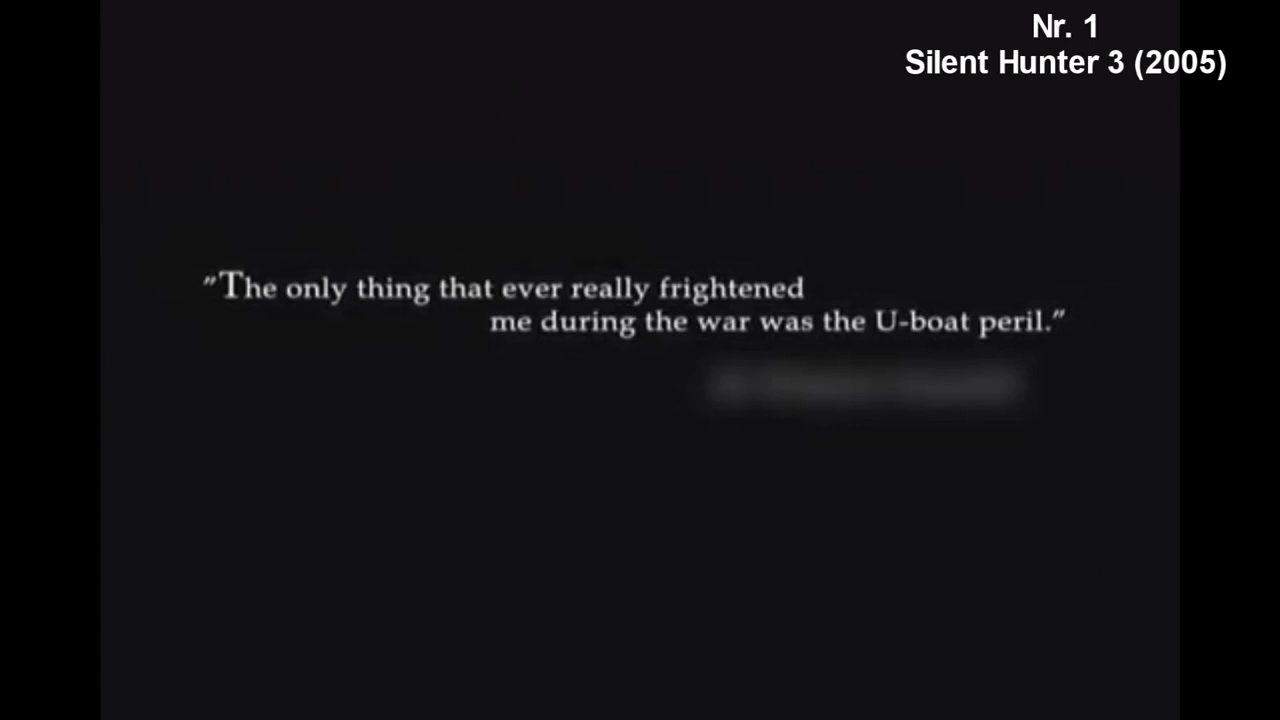 Nr. 1
Silent Hunter 3 (2005)
"The only thing that ever really frightened
me during the war was the U-boat peril."